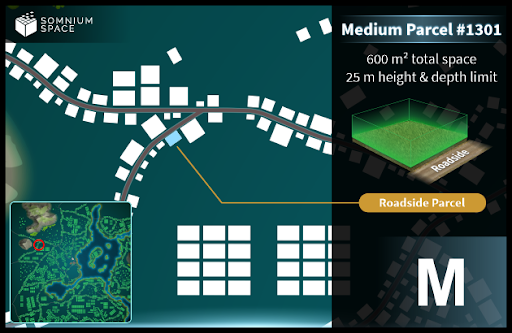 SOMNIUM
SPACE
Medium Parcel #1301
600 m² total space
25 m height & depth limit
Roadside
Roadside Parcel
M